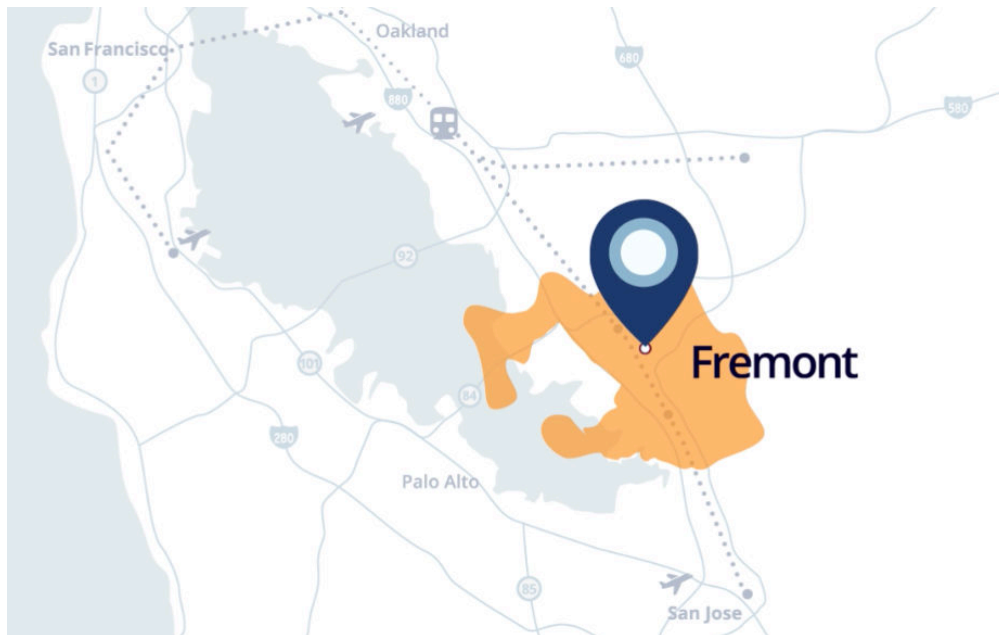 Oakland
San Francisco
680
1
880
580
92
Fremont
101
84
280
Palo Alto
85
San Jose